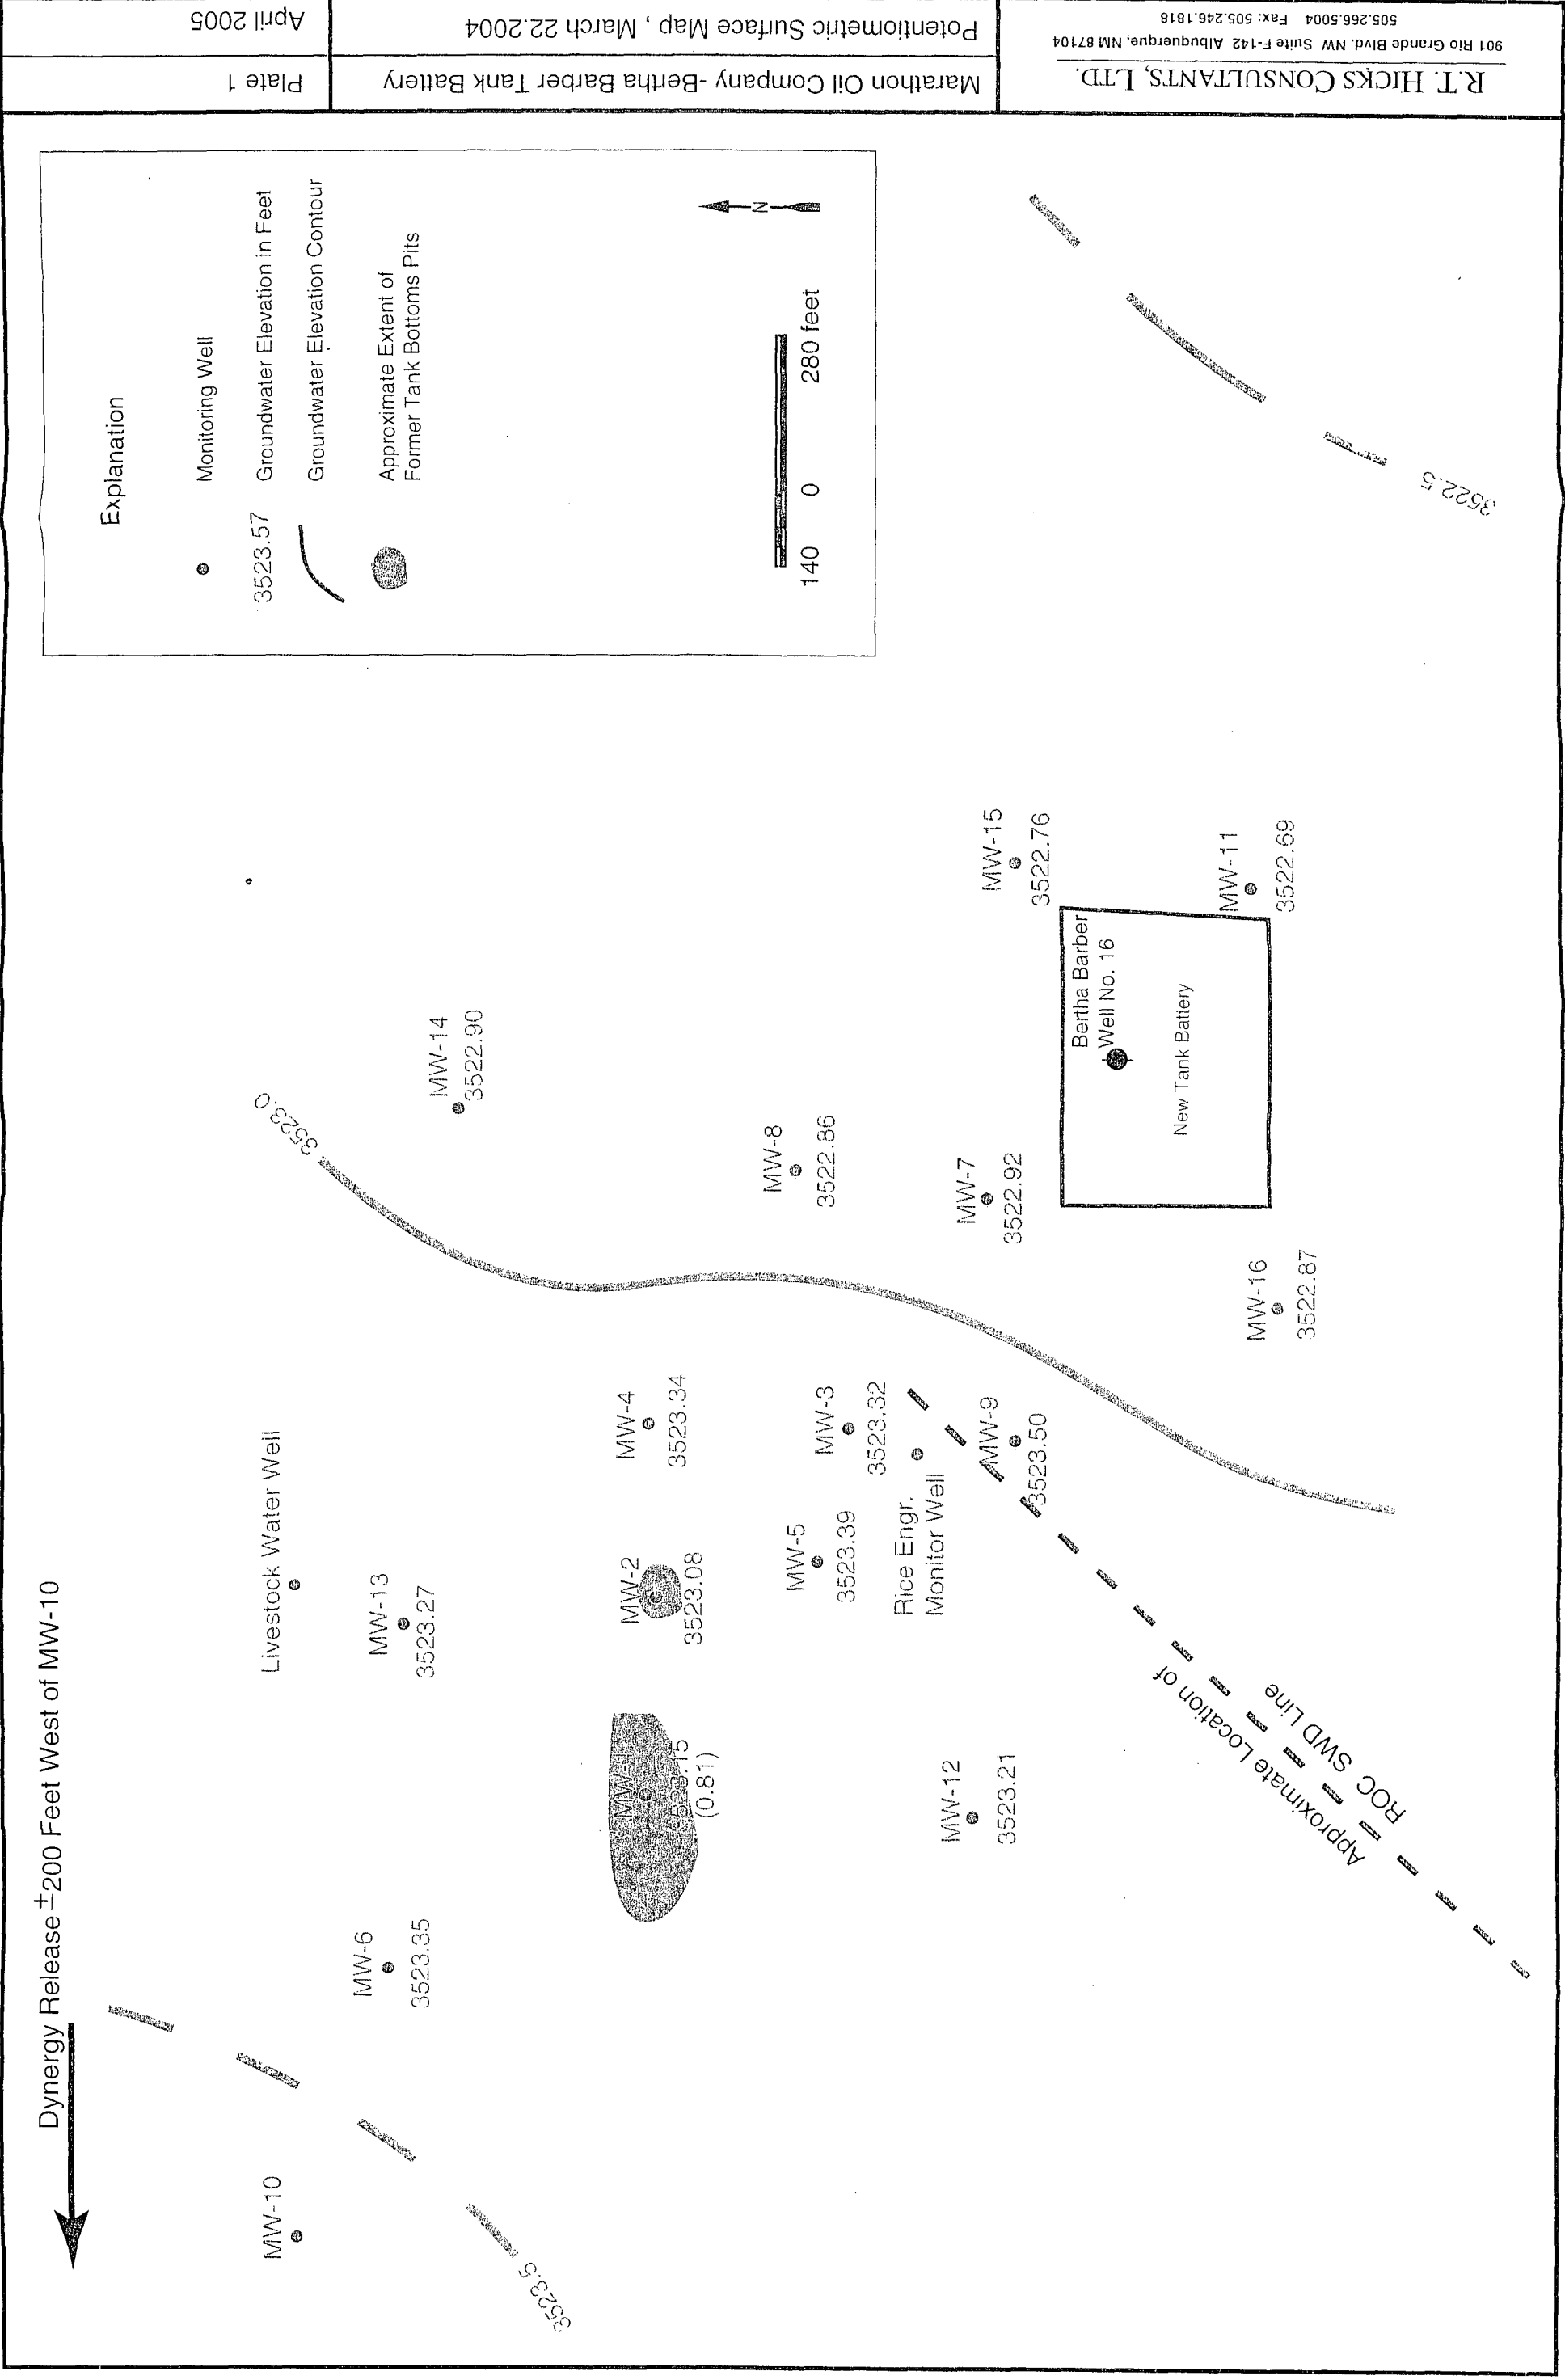 Dynergy Release ±200 Feet West of MW-10
MW-10
3523.5
MW-6
3523.35
Livestock Water Well
MW-13
3523.27
MW-2
3523.08
(0.81)
MW-4
3523.34
MW-5
3523.39
MW-3
3523.32
Rice Engr.
Monitor Well
MW-9
3523.50
MW-12
3523.21
Approximate Location of
ROC SWD Line
3523.0
MW-14
3522.90
MW-8
3522.86
MW-7
3522.92
MW-16
3522.87
Bertha Barber
Well No. 16
New Tank Battery
MW-15
3522.76
MW-11
3522.69
3522.5
Explanation
Monitoring Well
3523.57 Groundwater Elevation in Feet
Groundwater Elevation Contour
Approximate Extent of
Former Tank Bottoms Pits
N
140 0 280 feet
R.T. HICKS CONSULTANTS, LTD.
901 Rio Grande Blvd. NW Suite F-142 Albuquerque, NM 87104
505.266.5004 Fax: 505.246.1818
Marathon Oil Company -Bertha Barber Tank Battery
Potentiometric Surface Map , March 22.2004
Plate 1
April 2005